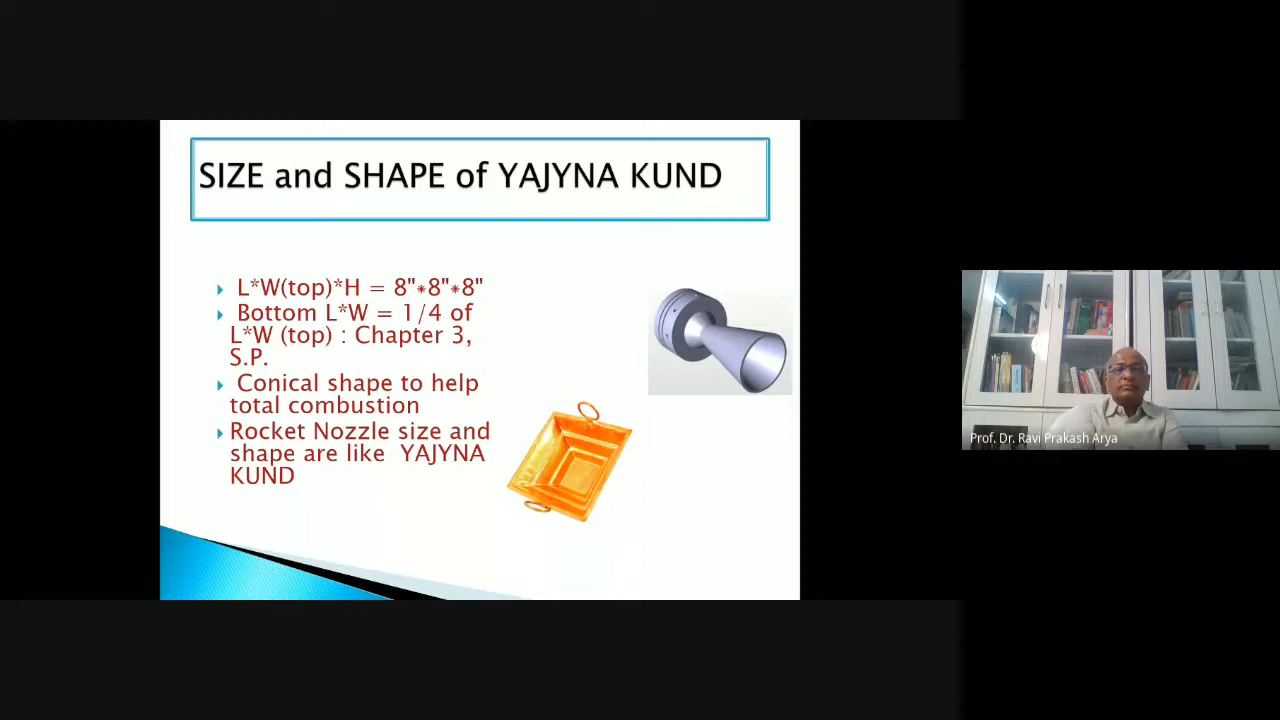 SIZE and SHAPE of YAJYNA KUND
L*W(top)*H = 8"*8"*8"
Bottom L*W = 1/4 of
L*W (top) : Chapter 3,
S.P.
Conical shape to help
total combustion
Rocket Nozzle size and
shape are like YAJYNA
KUND
Prof. Dr. Ravi Prakash Arya